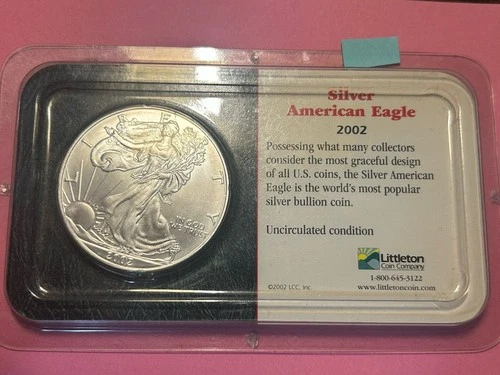 LIBERTY
IN GOD
WE TRUST
2002
Silver
American Eagle
2002
Possessing what many collectors
consider the most graceful design
of all U.S. coins, the Silver American
Eagle is the world's most popular
silver bullion coin.
Uncirculated condition
Littleton
Coin Company
1-800-645-3122
©2002 LCC, Inc.
www.littletoncoin.com